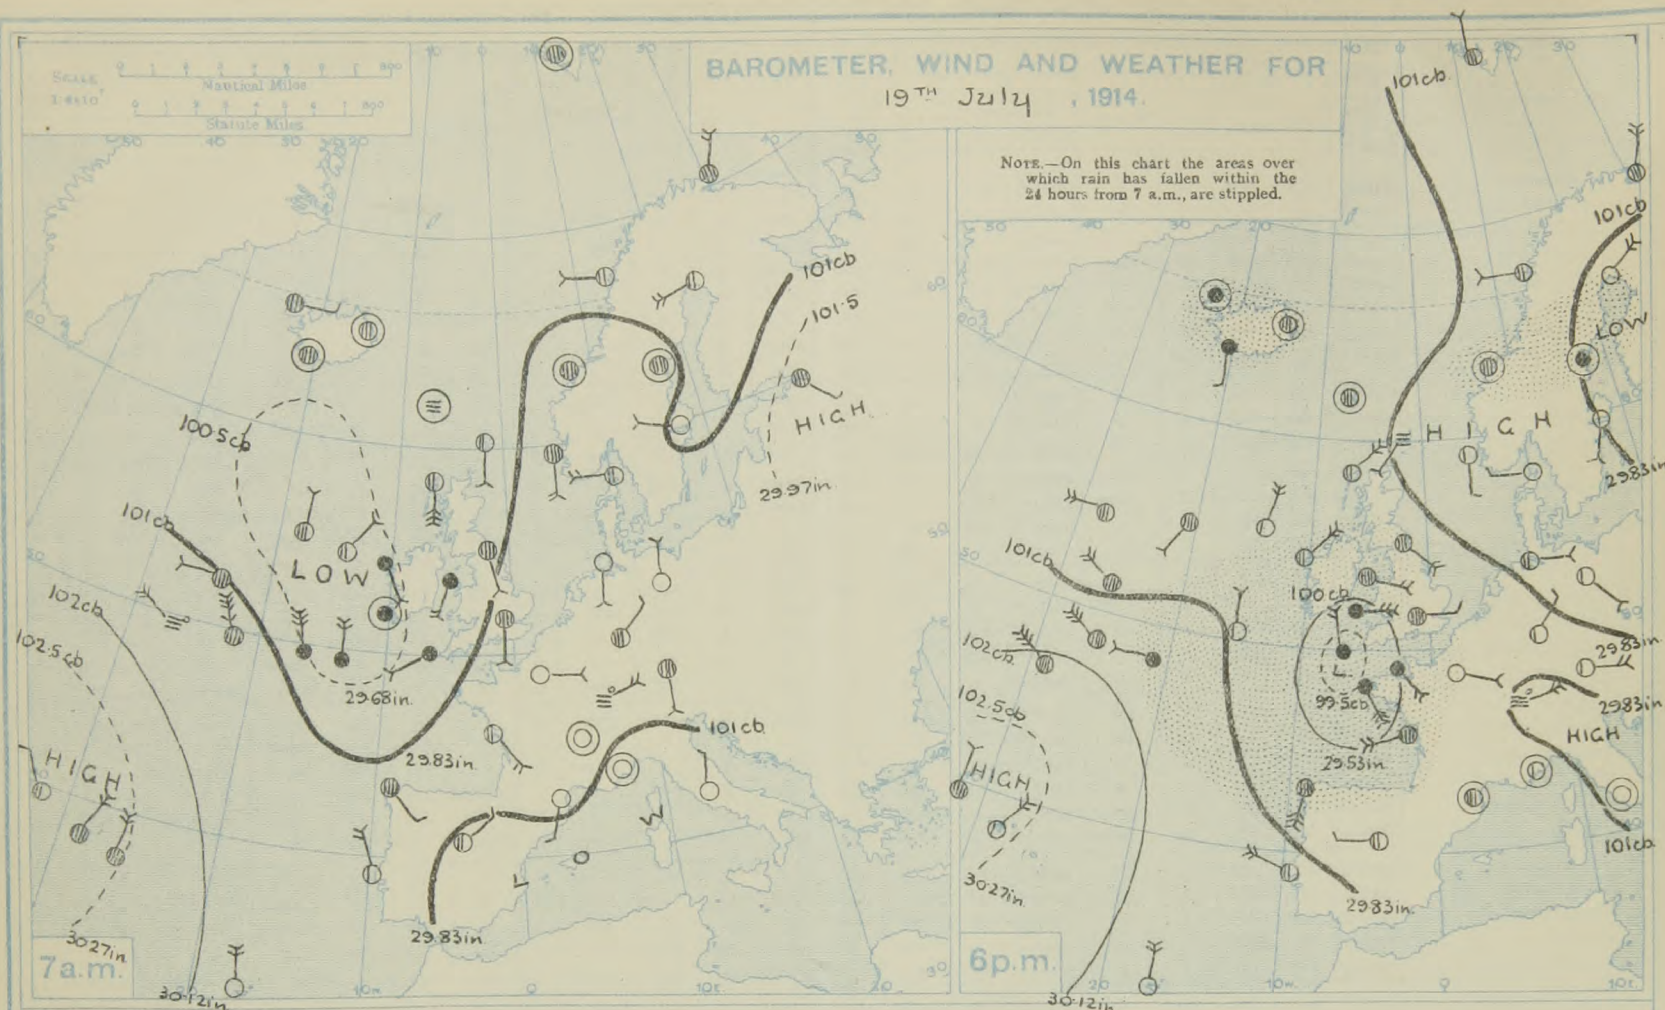 SCALE
Nautical Miles
Statute Miles
BAROMETER, WIND AND WEATHER FOR
19TH July , 1914.
NOTE.—On this chart the areas over
which rain has fallen within the
24 hours from 7 a.m., are stippled.
101cb
101.5
HIGH
29.97in.
100.5cb
101cb
LOW
102cb
102.5cb
29.68in.
101cb
29.83in.
HIGH
L O W
29.83in.
30.27in.
7a.m.
30.12in.
101cb.
101cb
LOW
HIGH
29.83in
101cb
100cb
29.83in
102cb.
L
102.5cb
99.5cb
29.83in
HIGH
HIGH
29.53in.
101cb.
30.27in.
29.83in.
6p.m.
30.12in